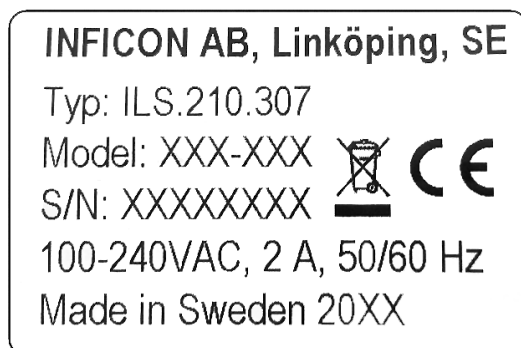 INFICON AB, Linköping, SE
Typ: ILS.210.307
Model: XXX-XXX
S/N: XXXXXXXX CE
100-240VAC, 2 A, 50/60 Hz
Made in Sweden 20XX